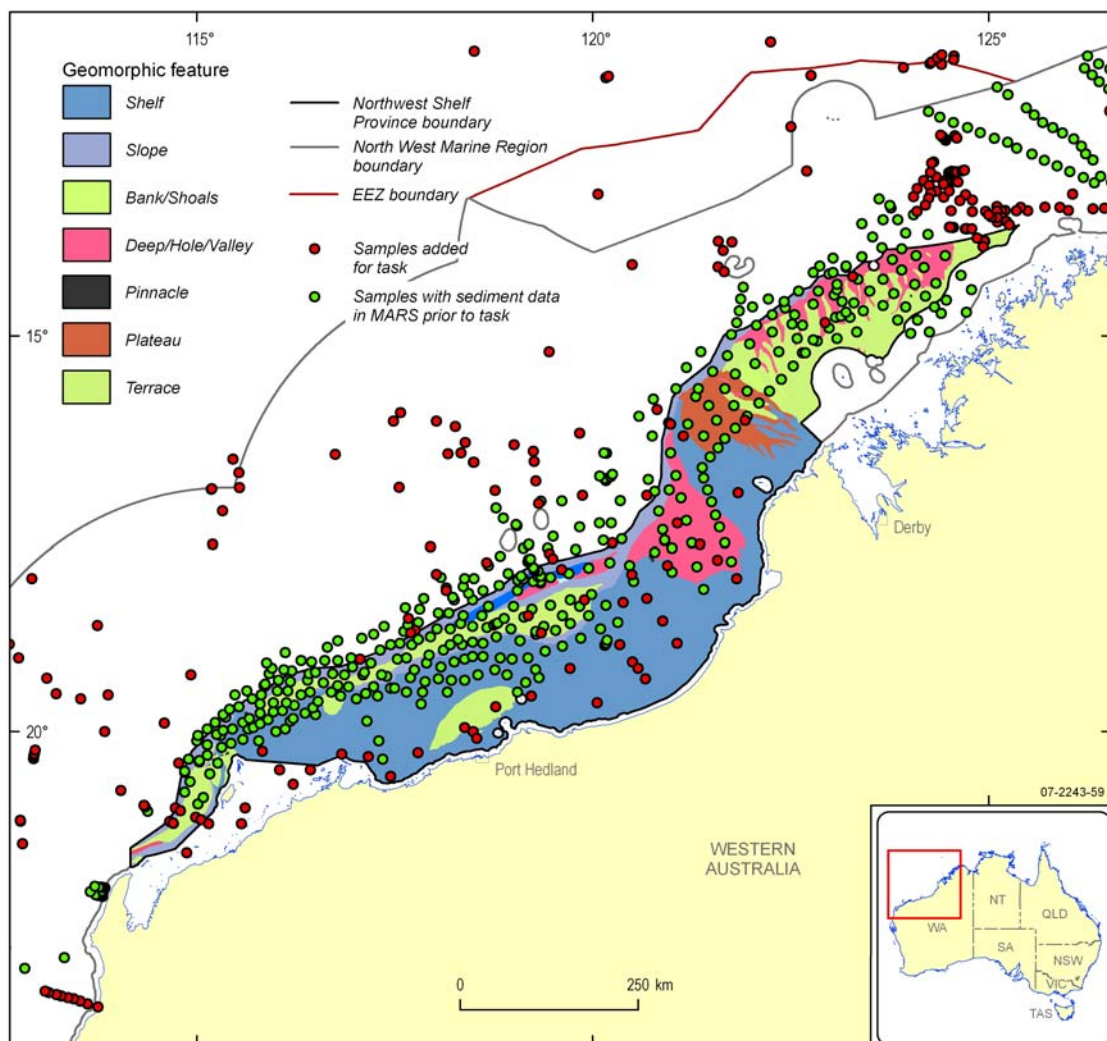 115°
120°
125°
Geomorphic feature
Shelf
Slope
Bank/Shoals
Deep/Hole/Valley
Pinnacle
Plateau
Terrace
Northwest Shelf
Province boundary
North West Marine Region
boundary
EEZ boundary
Samples added
for task
Samples with sediment data
in MARS prior to task
15°
Derby
20°
Port Hedland
07-2243-59
WESTERN
AUSTRALIA
0
250 km
NT
QLD
WA
SA
NSW
VIC
TAS